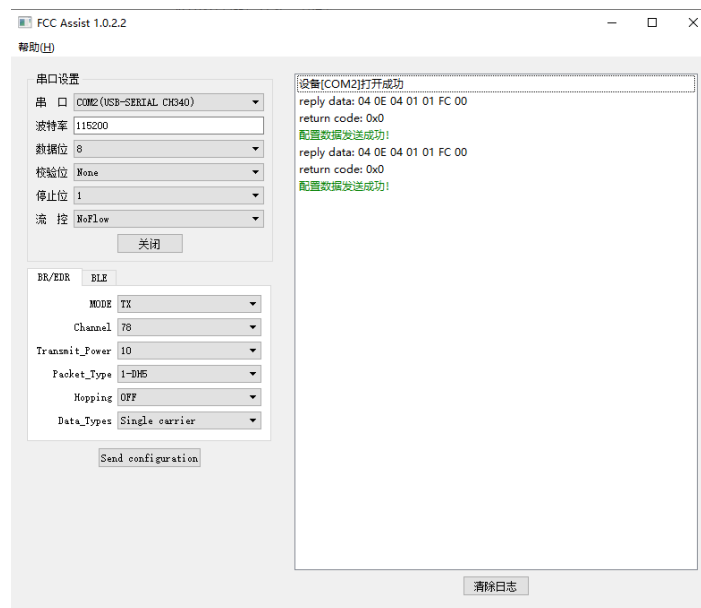 FCC Assist 1.0.2.2
帮助(H)
串口设置
串 口 COM2(USB-SERIAL CH340)
波特率 115200
数据位 8
校验位 None
停止位 1
流 控 NoFlow
关闭
BR/EDR BLE
MODE TX
Channel 78
Transmit_Power 10
Packet_Type 1-DH5
Hopping OFF
Data_Types Single carrier
Send configuration
设备[COM2]打开成功
reply data: 04 0E 04 01 01 FC 00
return code: 0x0
配置数据发送成功!
reply data: 04 0E 04 01 01 FC 00
return code: 0x0
配置数据发送成功!
清除日志